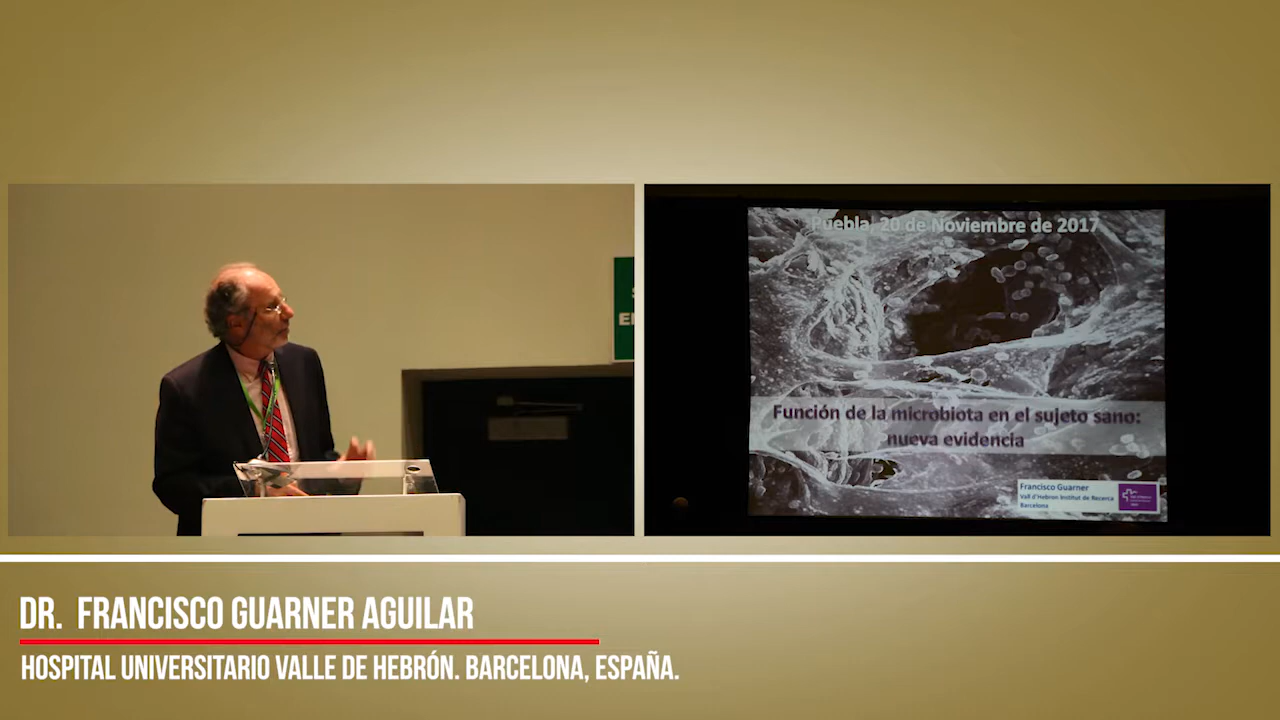 Puebla, 20 de Noviembre de 2017
Función de la microbiota en el sujeto sano:
nueva evidencia
Francisco Guarner
Vall d'Hebron Institut de Recerca
Barcelona
DR. FRANCISCO GUARNER AGUILAR
HOSPITAL UNIVERSITARIO VALLE DE HEBRÓN. BARCELONA, ESPAÑA.